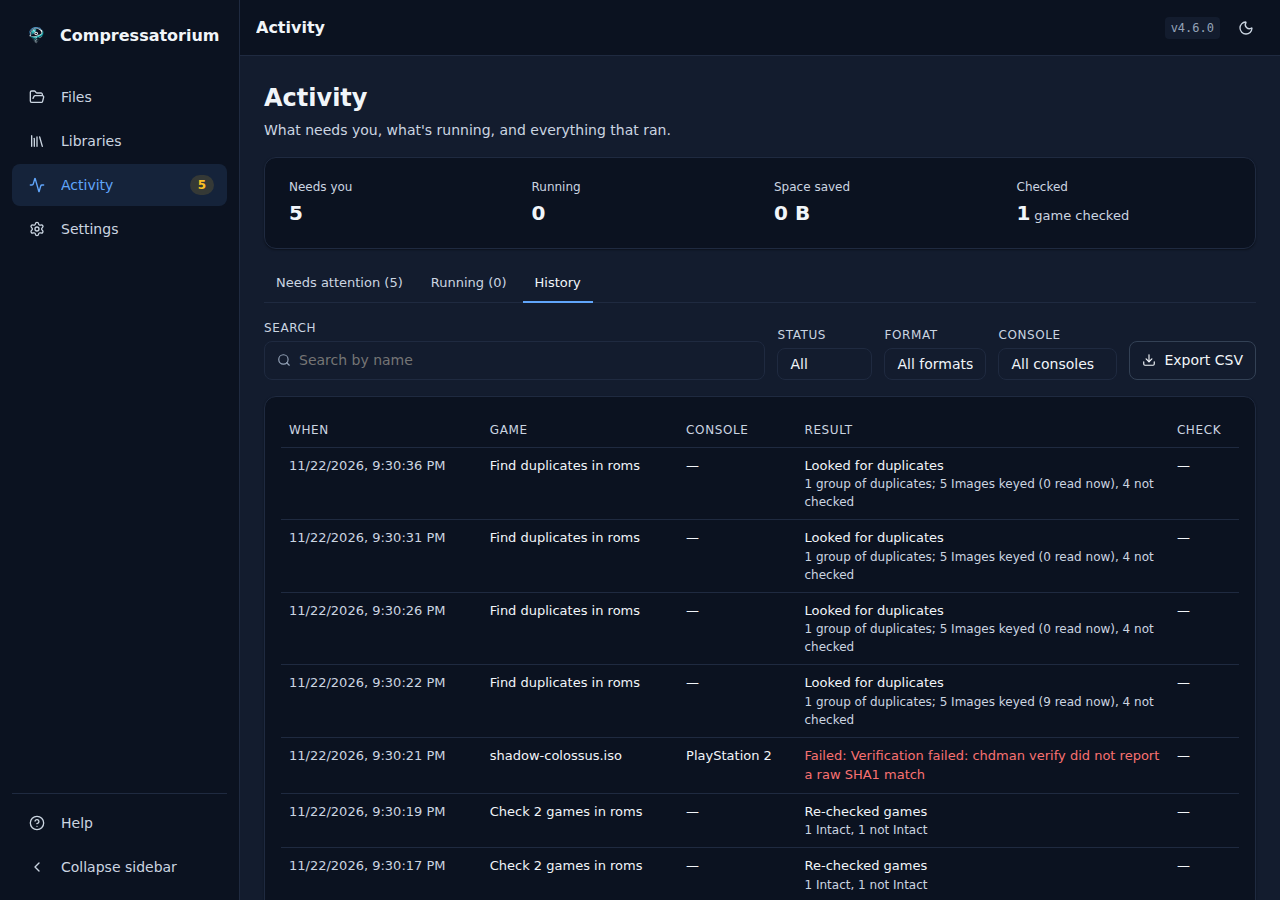 Compressatorium
Activity
v4.6.0
Files
Libraries
Activity 5
Settings
Help
Collapse sidebar
Activity
What needs you, what's running, and everything that ran.
Needs you
5
Running
0
Space saved
0 B
Checked
1 game checked
Needs attention (5)
Running (0)
History
SEARCH
Search by name
STATUS
All
FORMAT
All formats
CONSOLE
All consoles
Export CSV
WHEN GAME CONSOLE RESULT CHECK
11/22/2026, 9:30:36 PM Find duplicates in roms — Looked for duplicates —
1 group of duplicates; 5 Images keyed (0 read now), 4 not
checked
11/22/2026, 9:30:31 PM Find duplicates in roms — Looked for duplicates —
1 group of duplicates; 5 Images keyed (0 read now), 4 not
checked
11/22/2026, 9:30:26 PM Find duplicates in roms — Looked for duplicates —
1 group of duplicates; 5 Images keyed (0 read now), 4 not
checked
11/22/2026, 9:30:22 PM Find duplicates in roms — Looked for duplicates —
1 group of duplicates; 5 Images keyed (9 read now), 4 not
checked
11/22/2026, 9:30:21 PM shadow-colossus.iso PlayStation 2 Failed: Verification failed: chdman verify did not report —
a raw SHA1 match
11/22/2026, 9:30:19 PM Check 2 games in roms — Re-checked games —
1 Intact, 1 not Intact
11/22/2026, 9:30:17 PM Check 2 games in roms — Re-checked games —
1 Intact, 1 not Intact